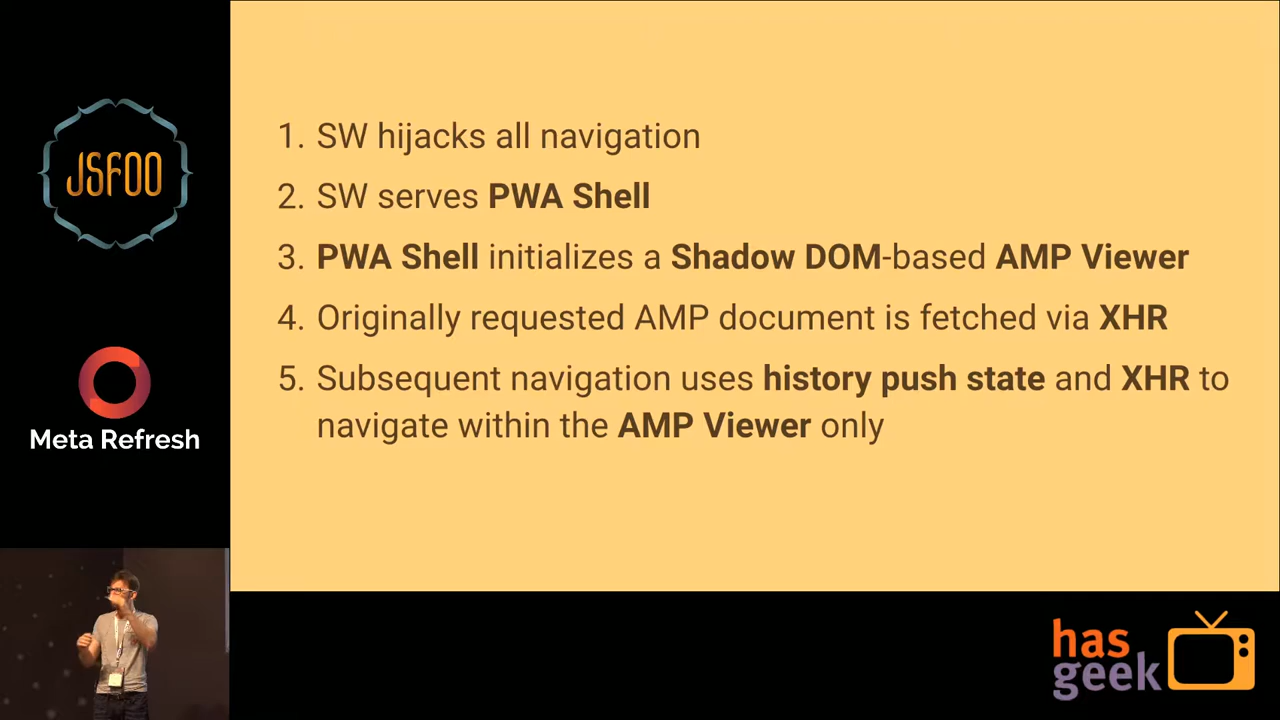 JSFOO
Meta Refresh
1. SW hijacks all navigation
2. SW serves PWA Shell
3. PWA Shell initializes a Shadow DOM-based AMP Viewer
4. Originally requested AMP document is fetched via XHR
5. Subsequent navigation uses history push state and XHR to
navigate within the AMP Viewer only
has
geek